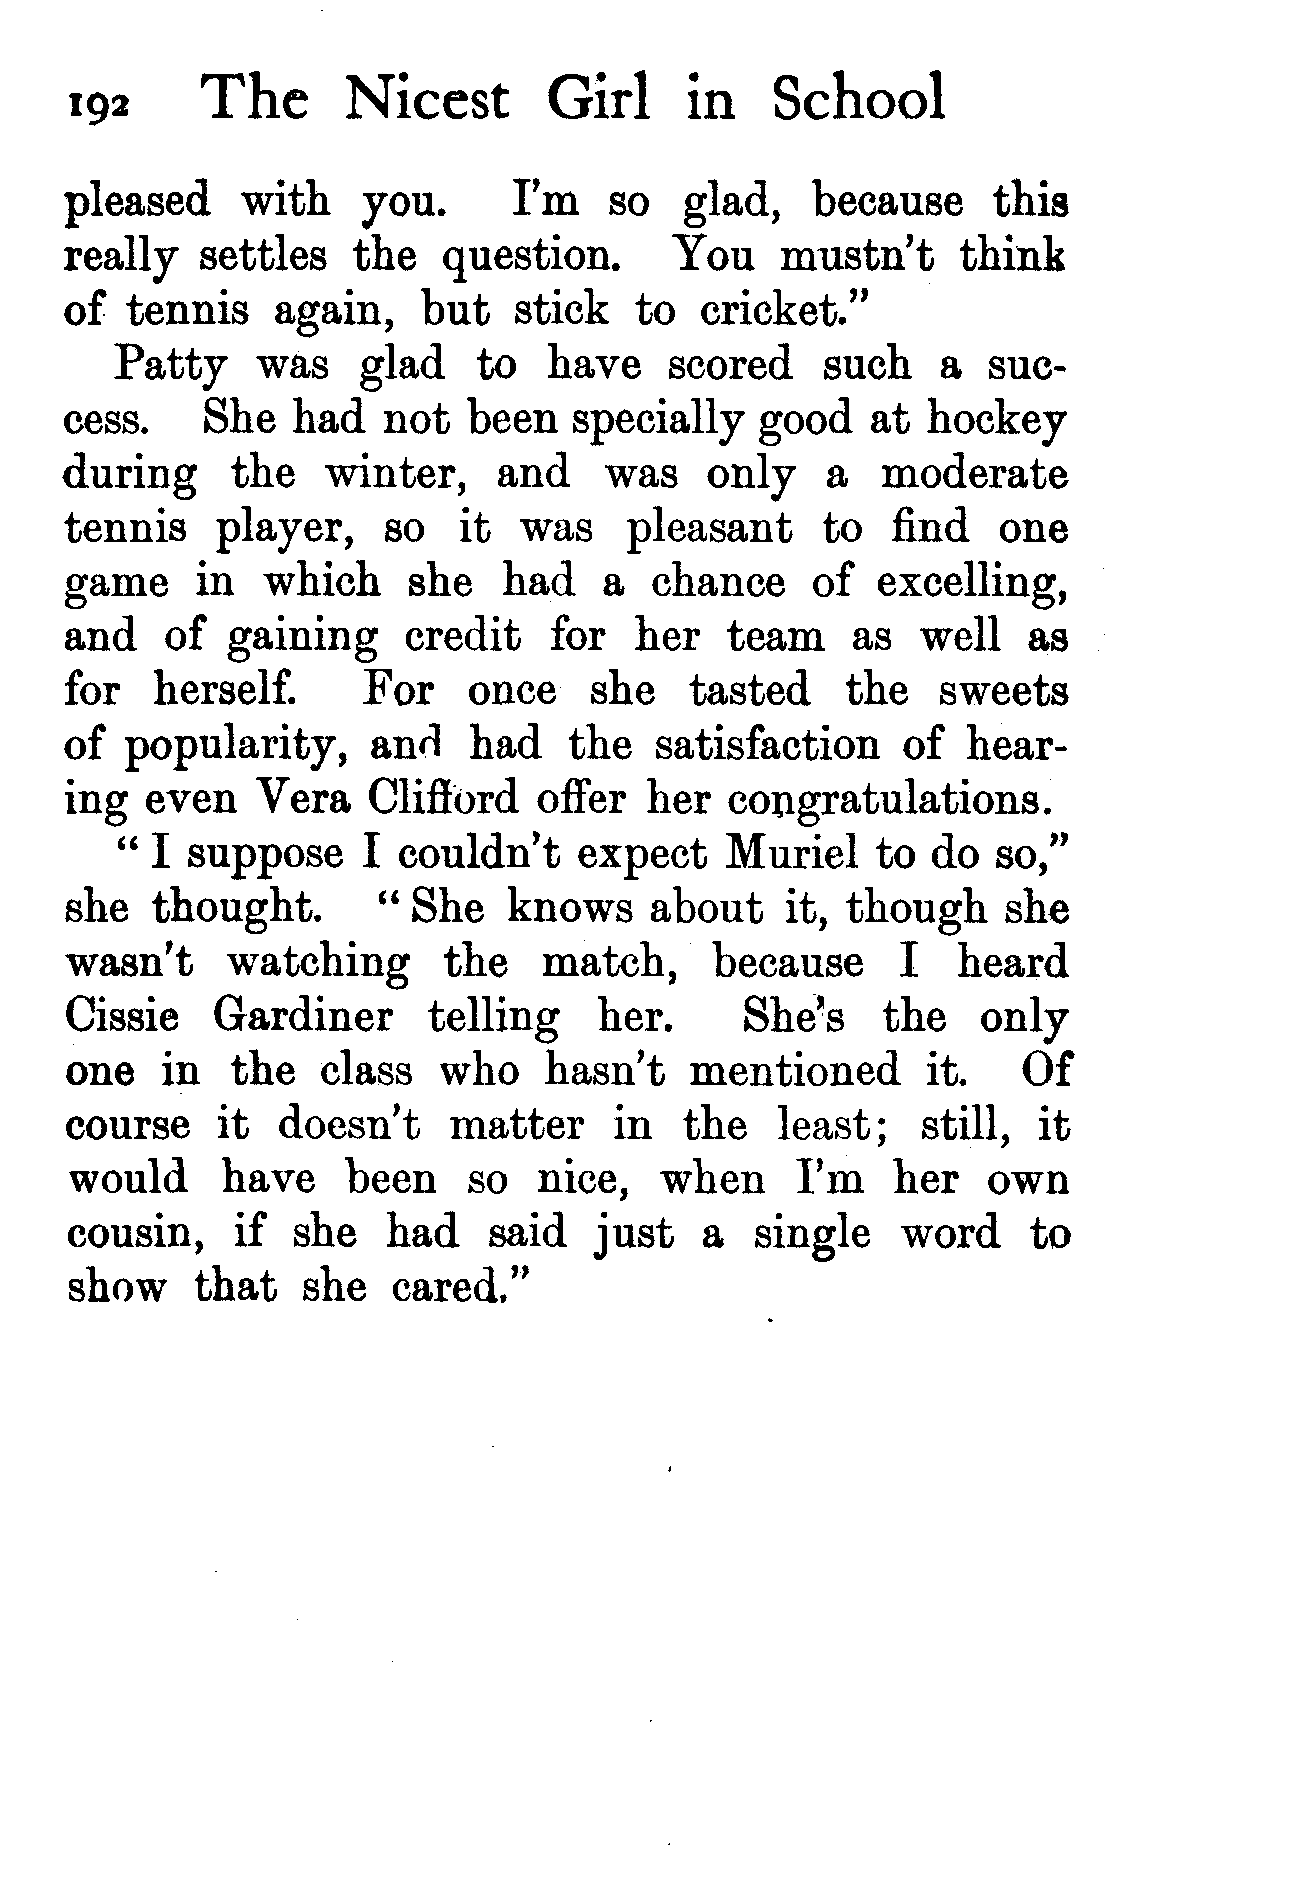 192 The Nicest Girl in School
pleased with you. I'm so glad, because this
really settles the question. You mustn't think
of tennis again, but stick to cricket.”
Patty was glad to have scored such a suc-
cess. She had not been specially good at hockey
during the winter, and was only a moderate
tennis player, so it was pleasant to find one
game in which she had a chance of excelling,
and of gaining credit for her team as well as
for herself. For once she tasted the sweets
of popularity, and had the satisfaction of hear-
ing even Vera Clifford offer her congratulations.
“I suppose I couldn't expect Muriel to do so,”
she thought. “She knows about it, though she
wasn't watching the match, because I heard
Cissie Gardiner telling her. She's the only
one in the class who hasn't mentioned it. Of
course it doesn't matter in the least; still, it
would have been so nice, when I'm her own
cousin, if she had said just a single word to
show that she cared.”